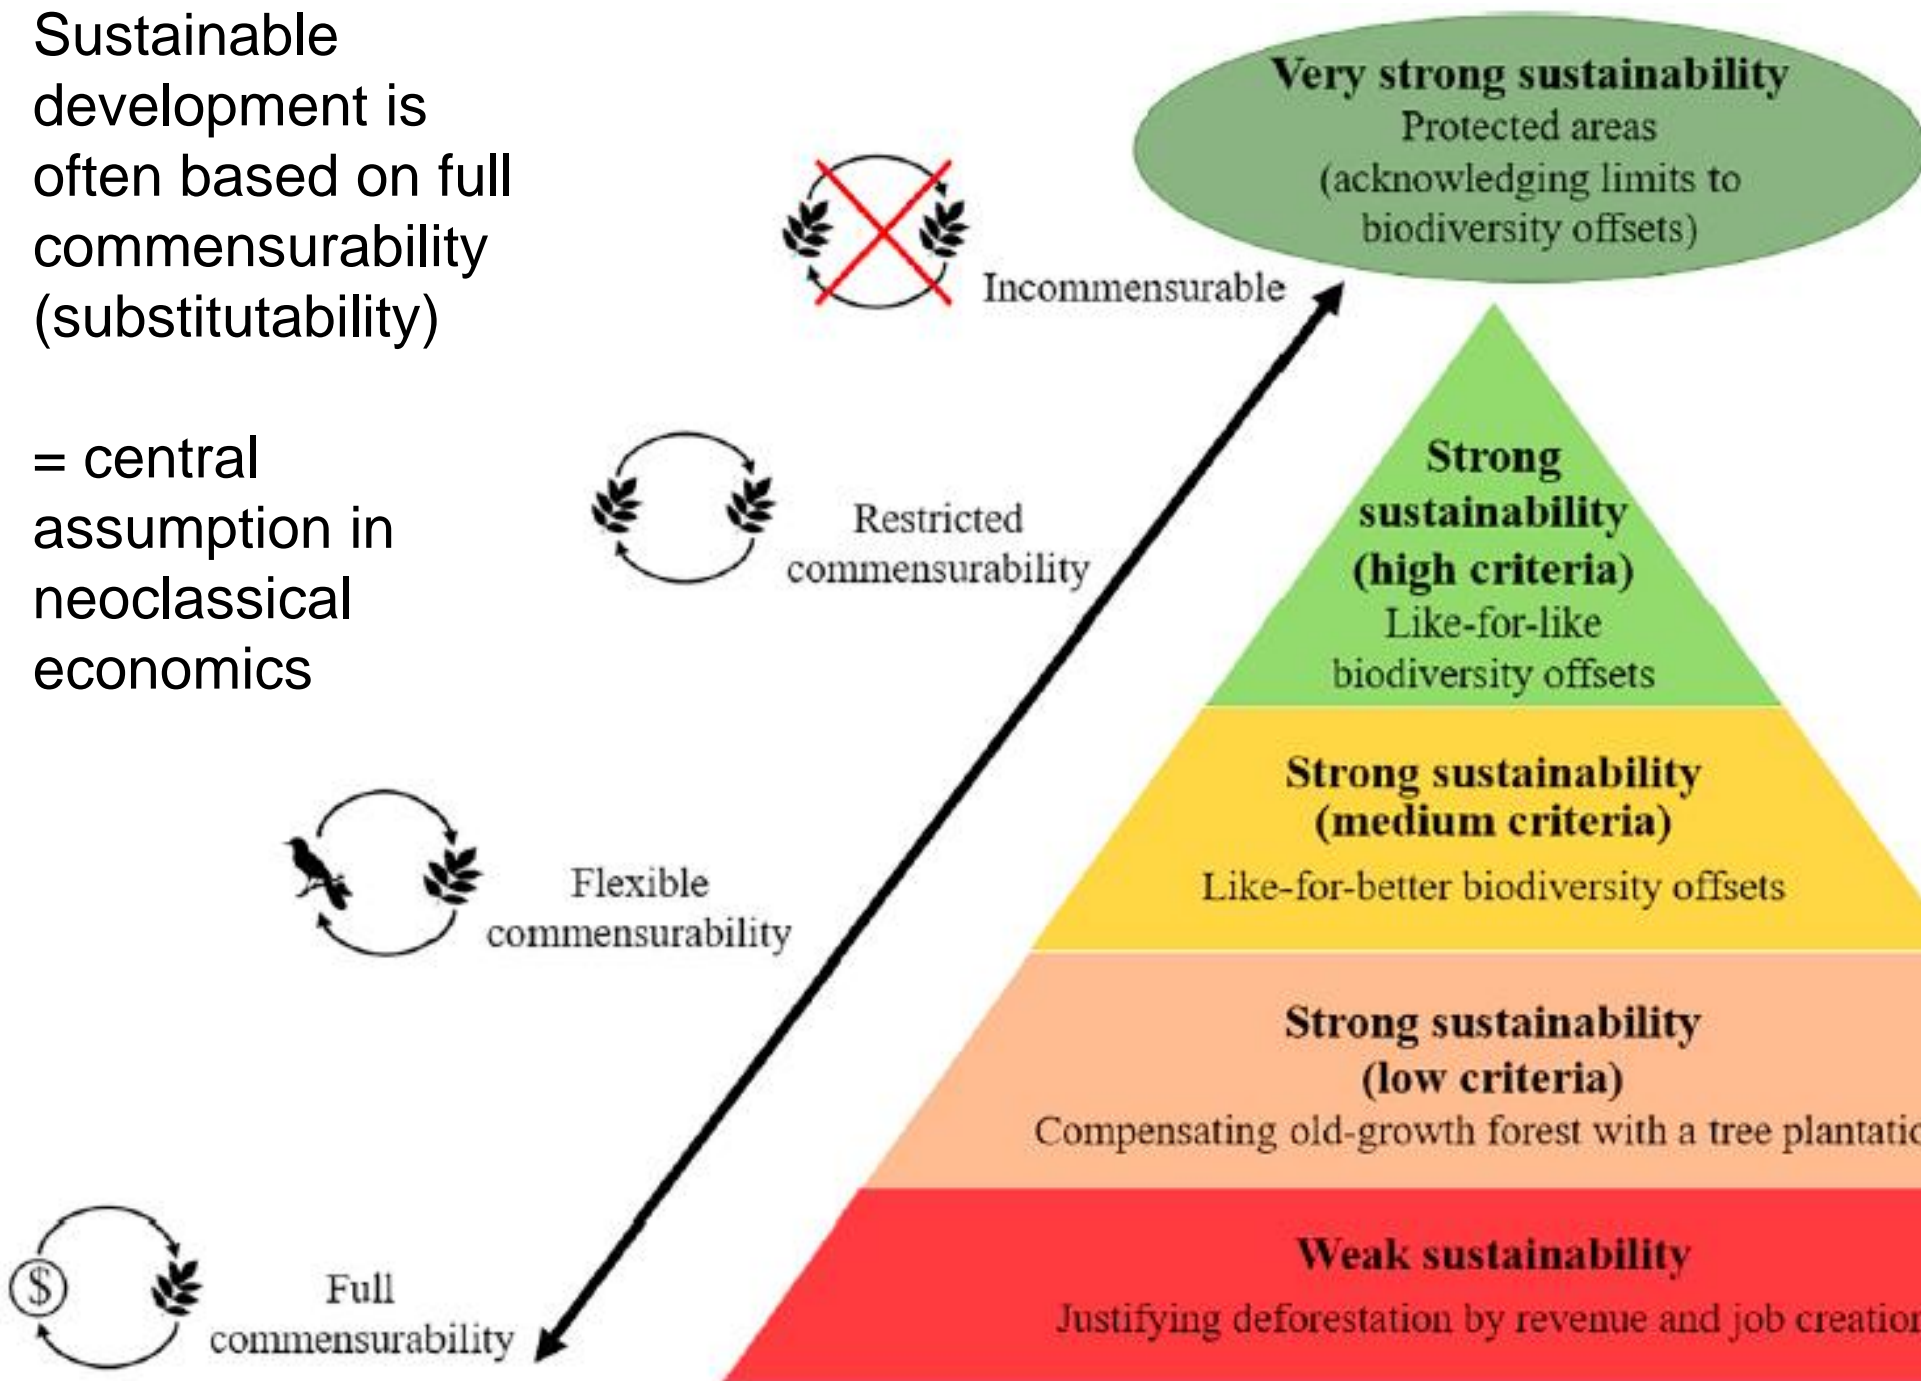 Sustainable
development is
often based on full
commensurability
(substitutability)
= central
assumption in
neoclassical
economics
Very strong sustainability
Protected areas
(acknowledging limits to
biodiversity offsets)
Incommensurable
Strong
sustainability
(high criteria)
Like-for-like
biodiversity offsets
Restricted
commensurability
Strong sustainability
(medium criteria)
Like-for-better biodiversity offsets
Flexible
commensurability
Strong sustainability
(low criteria)
Compensating old-growth forest with a tree plantatio
Weak sustainability
Justifying deforestation by revenue and job creation
$
Full
commensurability